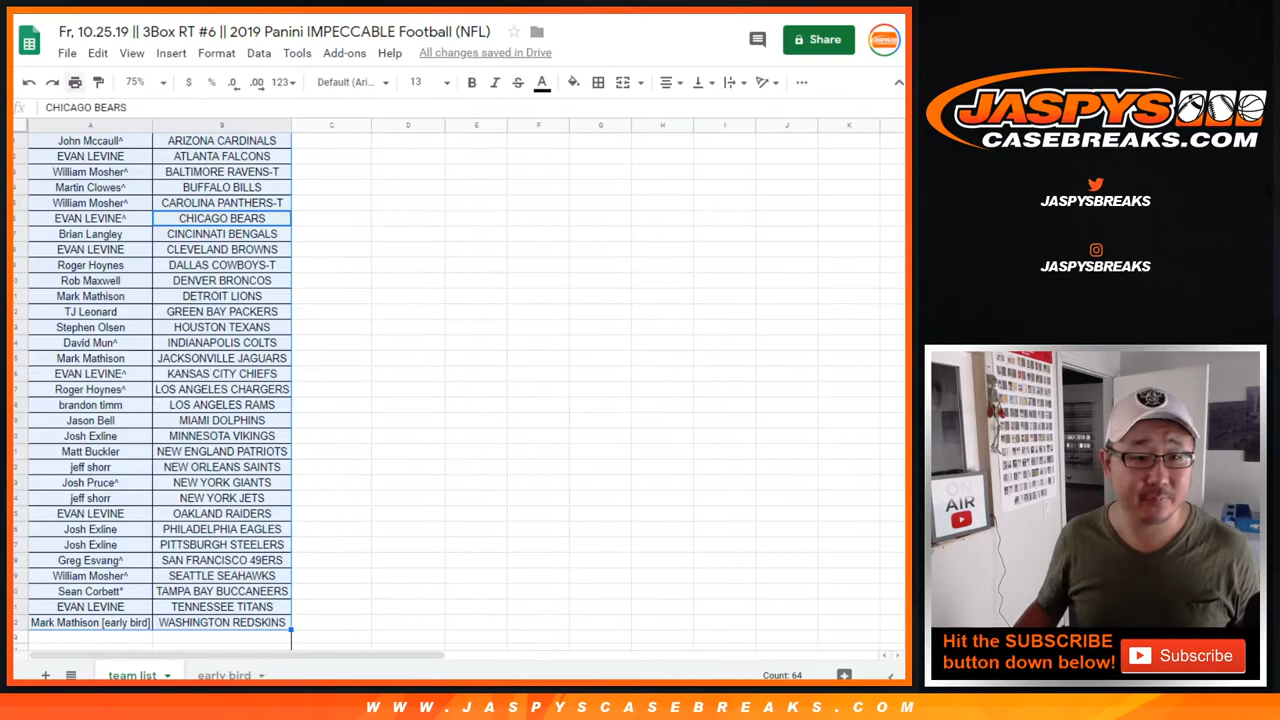 Fr, 10.25.19 || 3Box RT #6 || 2019 Panini IMPECCABLE Football (NFL)
File Edit View Insert Format Data Tools Add-ons Help All changes saved in Drive
Share
75% $ % .0 .00 123 Default (Ari... 13 B I S A
CHICAGO BEARS
A B C D E F G H I J K
John Mccaull^ ARIZONA CARDINALS
EVAN LEVINE ATLANTA FALCONS
William Mosher^ BALTIMORE RAVENS-T
Martin Clowes^ BUFFALO BILLS
William Mosher^ CAROLINA PANTHERS-T
EVAN LEVINE^ CHICAGO BEARS
Brian Langley CINCINNATI BENGALS
EVAN LEVINE CLEVELAND BROWNS
Roger Hoynes DALLAS COWBOYS-T
Rob Maxwell DENVER BRONCOS
Mark Mathison DETROIT LIONS
TJ Leonard GREEN BAY PACKERS
Stephen Olsen HOUSTON TEXANS
David Mun^ INDIANAPOLIS COLTS
Mark Mathison JACKSONVILLE JAGUARS
EVAN LEVINE^ KANSAS CITY CHIEFS
Roger Hoynes^ LOS ANGELES CHARGERS
brandon timm LOS ANGELES RAMS
Jason Bell MIAMI DOLPHINS
Josh Exline MINNESOTA VIKINGS
Matt Buckler NEW ENGLAND PATRIOTS
jeff shorr NEW ORLEANS SAINTS
Josh Pruce^ NEW YORK GIANTS
jeff shorr NEW YORK JETS
EVAN LEVINE OAKLAND RAIDERS
Josh Exline PHILADELPHIA EAGLES
Josh Exline PITTSBURGH STEELERS
Greg Esvang^ SAN FRANCISCO 49ERS
William Mosher^ SEATTLE SEAHAWKS
Sean Corbett* TAMPA BAY BUCCANEERS
EVAN LEVINE TENNESSEE TITANS
Mark Mathison [early bird] WASHINGTON REDSKINS
team list early bird Count: 64
JASPYS
CASEBREAKS.COM
JASPYSBREAKS
JASPYSBREAKS
ON
AIR
Hit the SUBSCRIBE
button down below!
Subscribe
WWW.JASPYSCASEBREAKS.COM